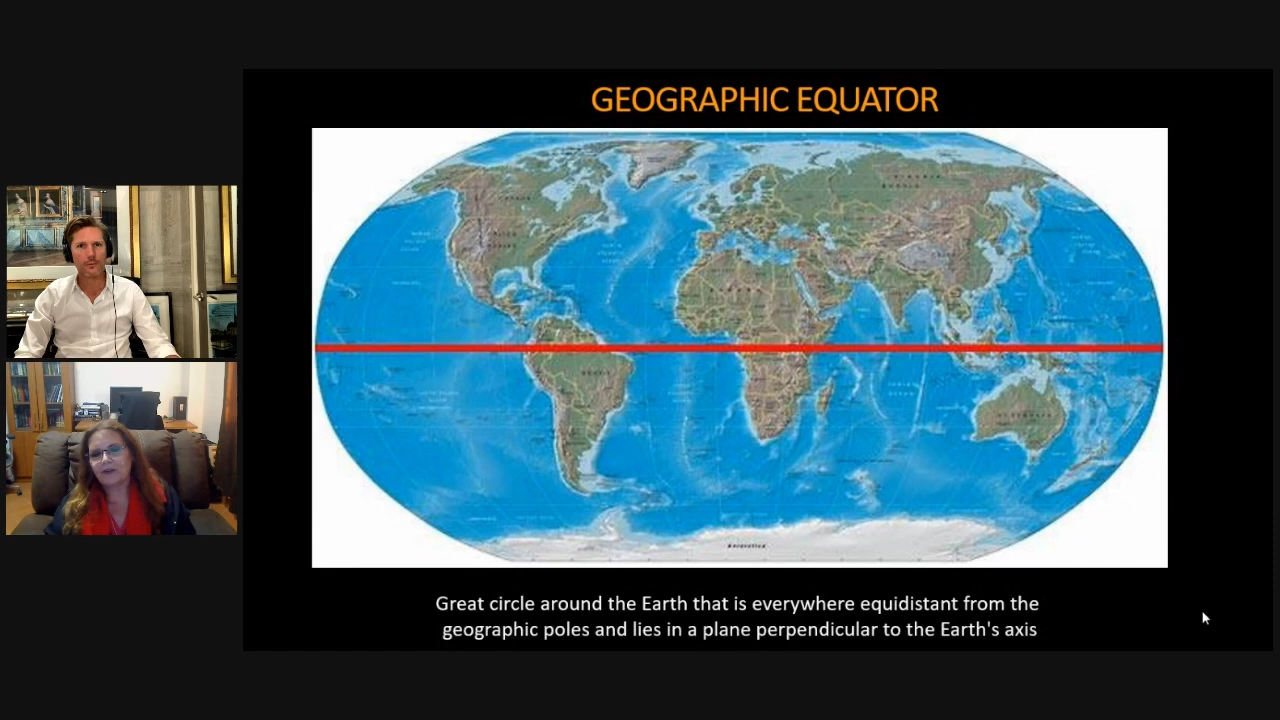 GEOGRAPHIC EQUATOR
Great circle around the Earth that is everywhere equidistant from the
geographic poles and lies in a plane perpendicular to the Earth's axis